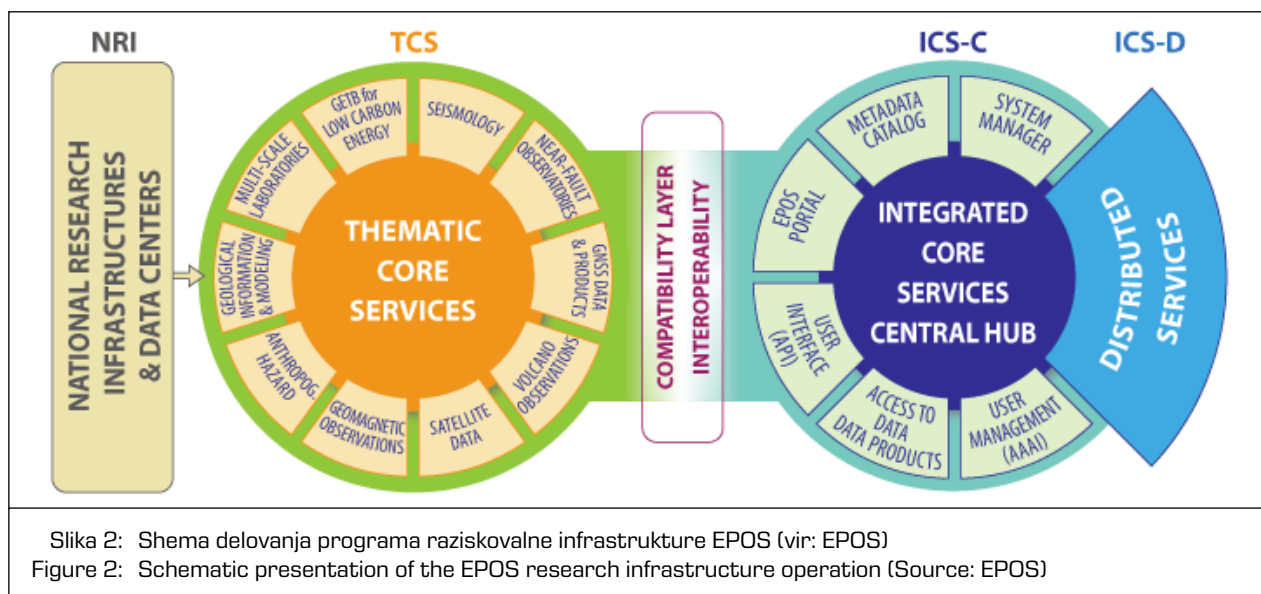 NRI
TCS
ICS-C
ICS-D
NATIONAL RESEARCH
INFRASTRUCTURES
& DATA CENTERS
THEMATIC
CORE
SERVICES
SEISMOLOGY
NEAR-FAULT
OBSERVATORIES
GNSS DATA
& PRODUCTS
VOLCANO
OBSERVATIONS
SATELLITE
DATA
GEOMAGNETIC
OBSERVATIONS
ANTHROPOG.
HAZARD
GEOLOGICAL
INFORMATION
& MODELING
MULTI-SCALE
LABORATORIES
GETB for
LOW CARBON
ENERGY
COMPATIBILITY LAYER
INTEROPERABILITY
INTEGRATED
CORE
SERVICES
CENTRAL HUB
METADATA
CATALOG
SYSTEM
MANAGER
EPOS
PORTAL
USER
INTERFACE
(API)
ACCESS TO
DATA
DATA PRODUCTS
USER
MANAGEMENT
(AAAI)
DISTRIBUTED
SERVICES
Slika 2: Shema delovanja programa raziskovalne infrastrukture EPOS (vir: EPOS)
Figure 2: Schematic presentation of the EPOS research infrastructure operation (Source: EPOS)